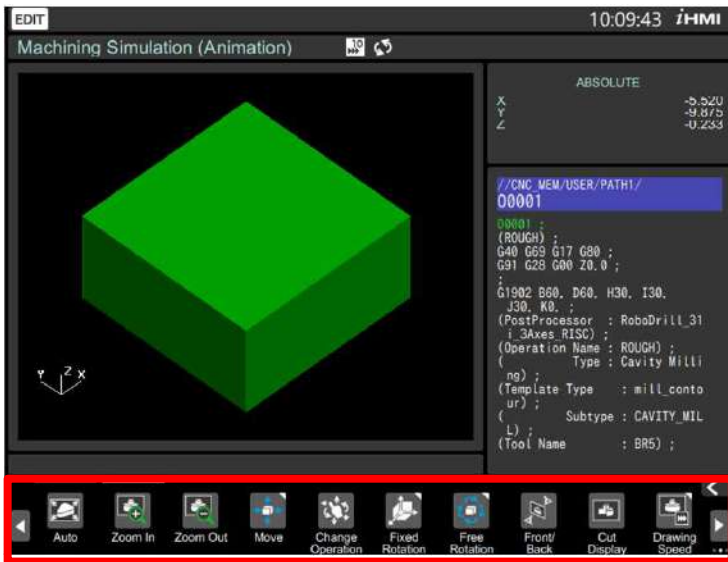 EDIT
10:09:43 iHMI
Machining Simulation (Animation)
10
ABSOLUTE
X -5.520
Y -9.875
Z -0.233
//CNC_MEM/USER/PATH1/
O0001
O0001 ;
(ROUGH) ;
G40 G69 G17 G80 ;
G91 G28 G00 Z0.0 ;
;
G1902 B60. D60. H30. I30.
J30. K0. ;
(PostProcessor : RoboDrill_31
i_3Axes_RISC) ;
(Operation Name : ROUGH) ;
( Type : Cavity Milli
ng) ;
(Template Type : mill_conto
ur) ;
( Subtype : CAVITY_MIL
L) ;
(Tool Name : BR5) ;
Y Z X
Auto
Zoom In
Zoom Out
Move
Change
Operation
Fixed
Rotation
Free
Rotation
Front/
Back
Cut
Display
Drawing
Speed